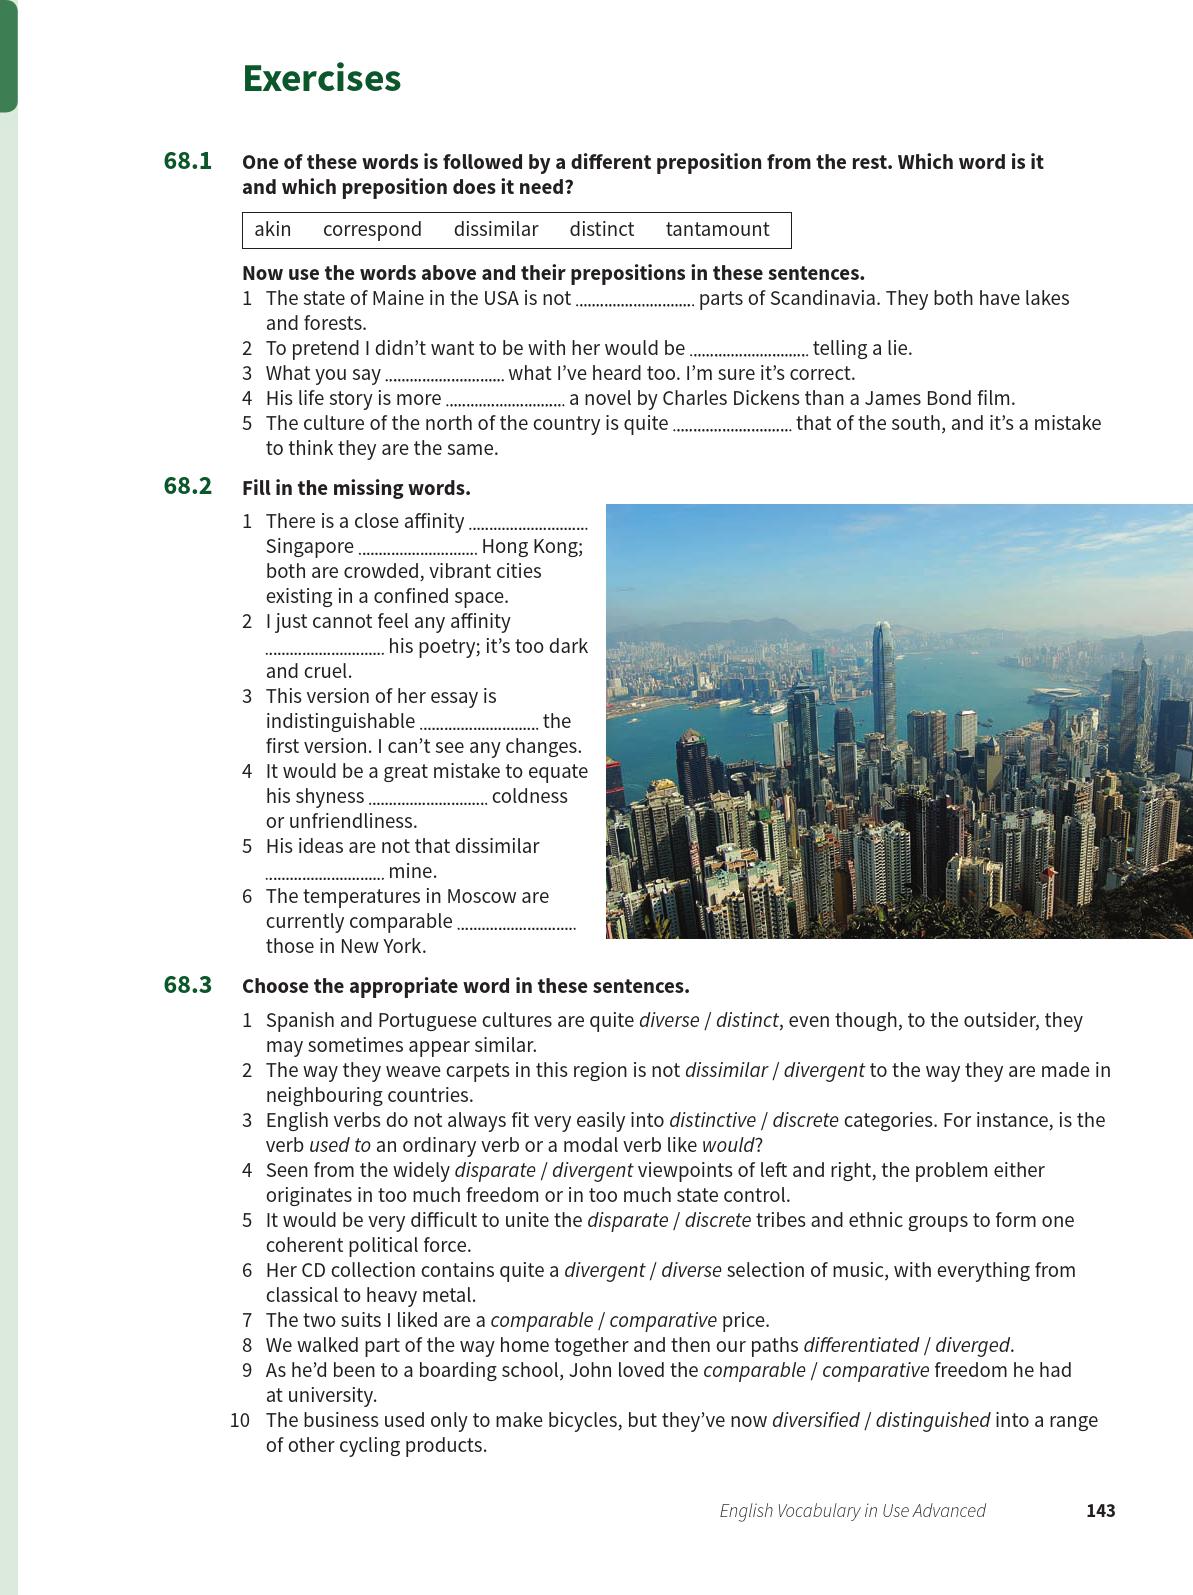 Exercises
68.1 One of these words is followed by a different preposition from the rest. Which word is it
and which preposition does it need?
akin correspond dissimilar distinct tantamount
Now use the words above and their prepositions in these sentences.
1 The state of Maine in the USA is not ............................. parts of Scandinavia. They both have lakes
and forests.
2 To pretend I didn’t want to be with her would be ............................. telling a lie.
3 What you say ............................. what I’ve heard too. I’m sure it’s correct.
4 His life story is more ............................. a novel by Charles Dickens than a James Bond film.
5 The culture of the north of the country is quite ............................. that of the south, and it’s a mistake
to think they are the same.
68.2 Fill in the missing words.
1 There is a close affinity .............................
Singapore ............................. Hong Kong;
both are crowded, vibrant cities
existing in a confined space.
2 I just cannot feel any affinity
............................. his poetry; it’s too dark
and cruel.
3 This version of her essay is
indistinguishable ............................. the
first version. I can’t see any changes.
4 It would be a great mistake to equate
his shyness ............................. coldness
or unfriendliness.
5 His ideas are not that dissimilar
............................. mine.
6 The temperatures in Moscow are
currently comparable .............................
those in New York.
68.3 Choose the appropriate word in these sentences.
1 Spanish and Portuguese cultures are quite diverse / distinct, even though, to the outsider, they
may sometimes appear similar.
2 The way they weave carpets in this region is not dissimilar / divergent to the way they are made in
neighbouring countries.
3 English verbs do not always fit very easily into distinctive / discrete categories. For instance, is the
verb used to an ordinary verb or a modal verb like would?
4 Seen from the widely disparate / divergent viewpoints of left and right, the problem either
originates in too much freedom or in too much state control.
5 It would be very difficult to unite the disparate / discrete tribes and ethnic groups to form one
coherent political force.
6 Her CD collection contains quite a divergent / diverse selection of music, with everything from
classical to heavy metal.
7 The two suits I liked are a comparable / comparative price.
8 We walked part of the way home together and then our paths differentiated / diverged.
9 As he’d been to a boarding school, John loved the comparable / comparative freedom he had
at university.
10 The business used only to make bicycles, but they’ve now diversified / distinguished into a range
of other cycling products.
English Vocabulary in Use Advanced 143